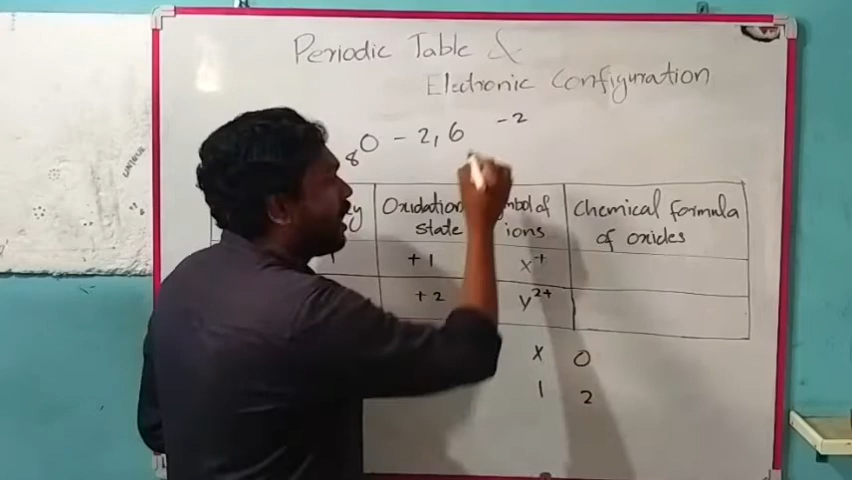 Periodic Table &
Electronic Configuration
₈O - 2, 6 -2
Oxidation state
ions
Chemical formula of oxides
+1 X⁺
+2 Y²⁺
X O
1 2